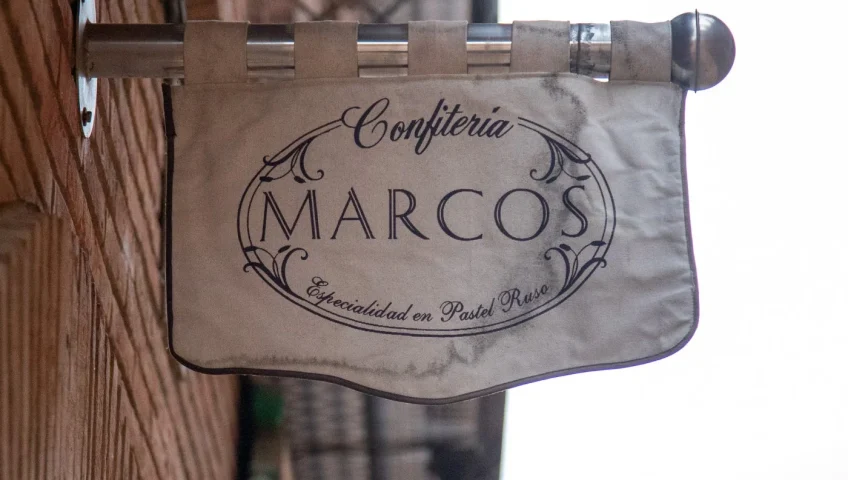 Confitería
MARCOS
Especialidad en Pastel Ruso